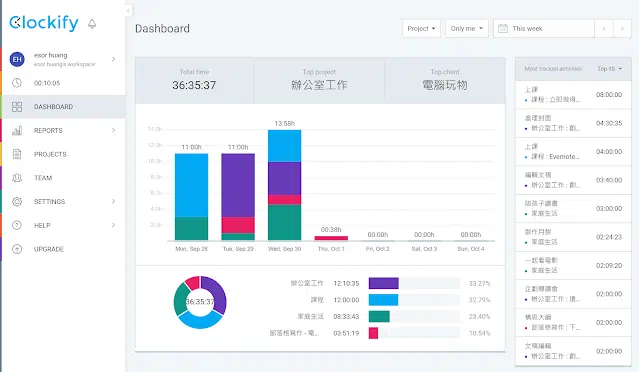 Clockify
Dashboard
Project
Only me
This week
EH
esor huang
esor huang's workspace
00:10:05
DASHBOARD
REPORTS
PROJECTS
TEAM
SETTINGS
HELP
UPGRADE
Total time
36:35:37
Top project
辦公室工作
Top client
電腦玩物
14.0h
12.0h
10.0h
8.0h
6.0h
4.0h
2.0h
11:00h
11:00h
13:58h
00:38h
00:00h
00:00h
00:00h
Mon, Sep 28
Tue, Sep 29
Wed, Sep 30
Thu, Oct 1
Fri, Oct 2
Sat, Oct 3
Sun, Oct 4
36:35:37
辦公室工作 12:10:35 33.27%
課程 12:00:00 32.79%
家庭生活 08:33:43 23.40%
部落格寫作 - 電... 03:51:19 10.54%
Most tracked activities
Top 10
上課
課程 : 立即做得... 08:00:00
處理封面
辦公室工作 : 創... 04:30:35
上課
課程 : Evernote... 04:00:00
編輯文稿
辦公室工作 : 創... 03:40:00
陪孩子讀書
家庭生活 03:00:00
製作月餅
家庭生活 02:24:23
一起看電影
家庭生活 02:09:20
企劃導讀會
辦公室工作 : 02:00:00
構思大綱
部落格寫作 : 下... 02:00:00
文稿編輯
辦公室工作 : 創... 02:00:00